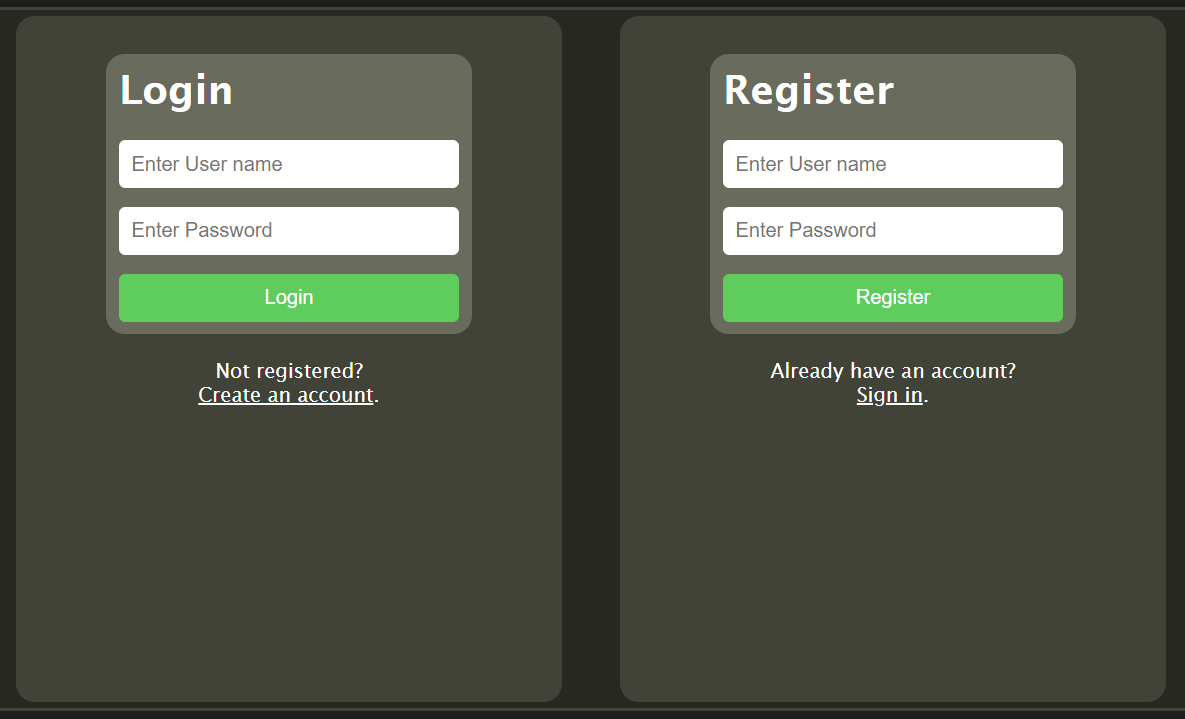 Login
Enter User name
Enter Password
Login
Not registered?
Create an account.
Register
Enter User name
Enter Password
Register
Already have an account?
Sign in.